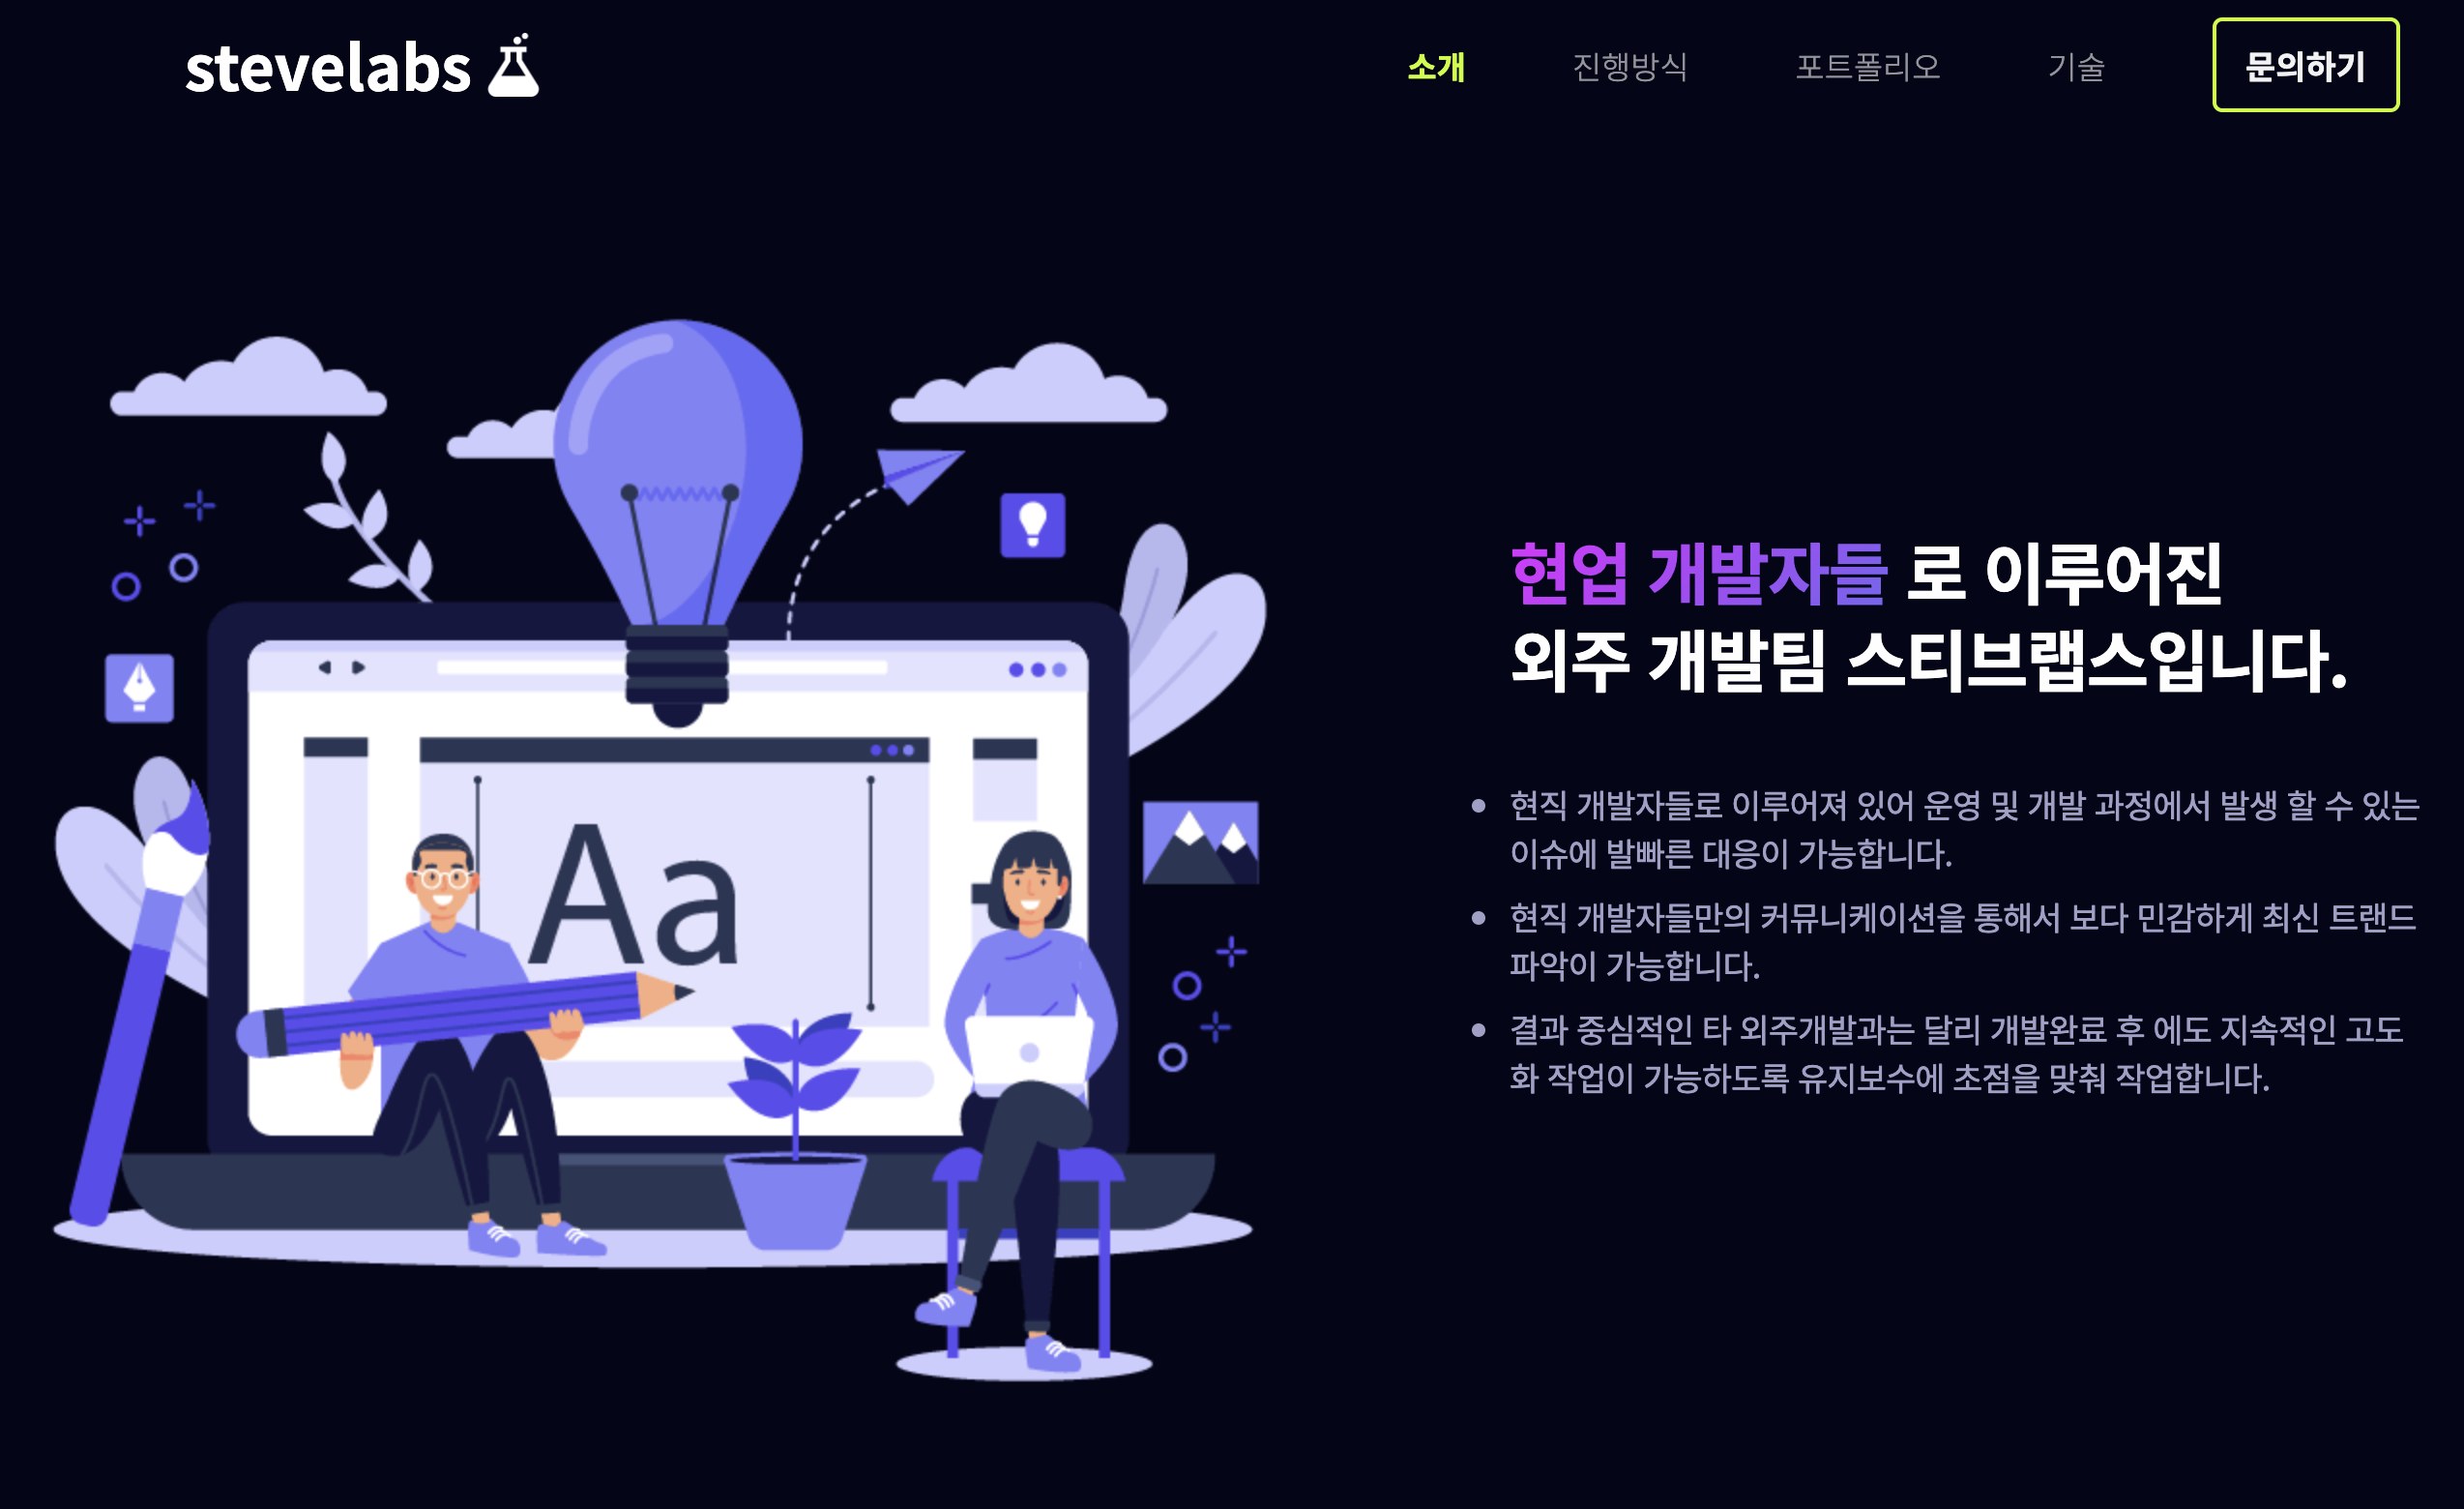 stevelabs
소개
진행방식
포트폴리오
기술
문의하기
현업 개발자들 로 이루어진
외주 개발팀 스티브랩스입니다.
현직 개발자들로 이루어져 있어 운영 및 개발 과정에서 발생 할 수 있는
이슈에 발빠른 대응이 가능합니다.
현직 개발자들만의 커뮤니케이션을 통해서 보다 민감하게 최신 트랜드
파악이 가능합니다.
결과 중심적인 타 외주개발과는 달리 개발완료 후 에도 지속적인 고도
화 작업이 가능하도록 유지보수에 초점을 맞춰 작업합니다.
Aa